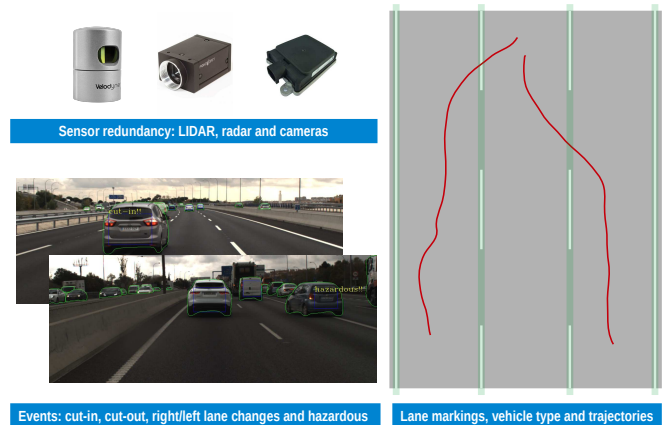 Velodyne
Sensor redundancy: LIDAR, radar and cameras
cut-in!!
hazardous!!
Events: cut-in, cut-out, right/left lane changes and hazardous
Lane markings, vehicle type and trajectories